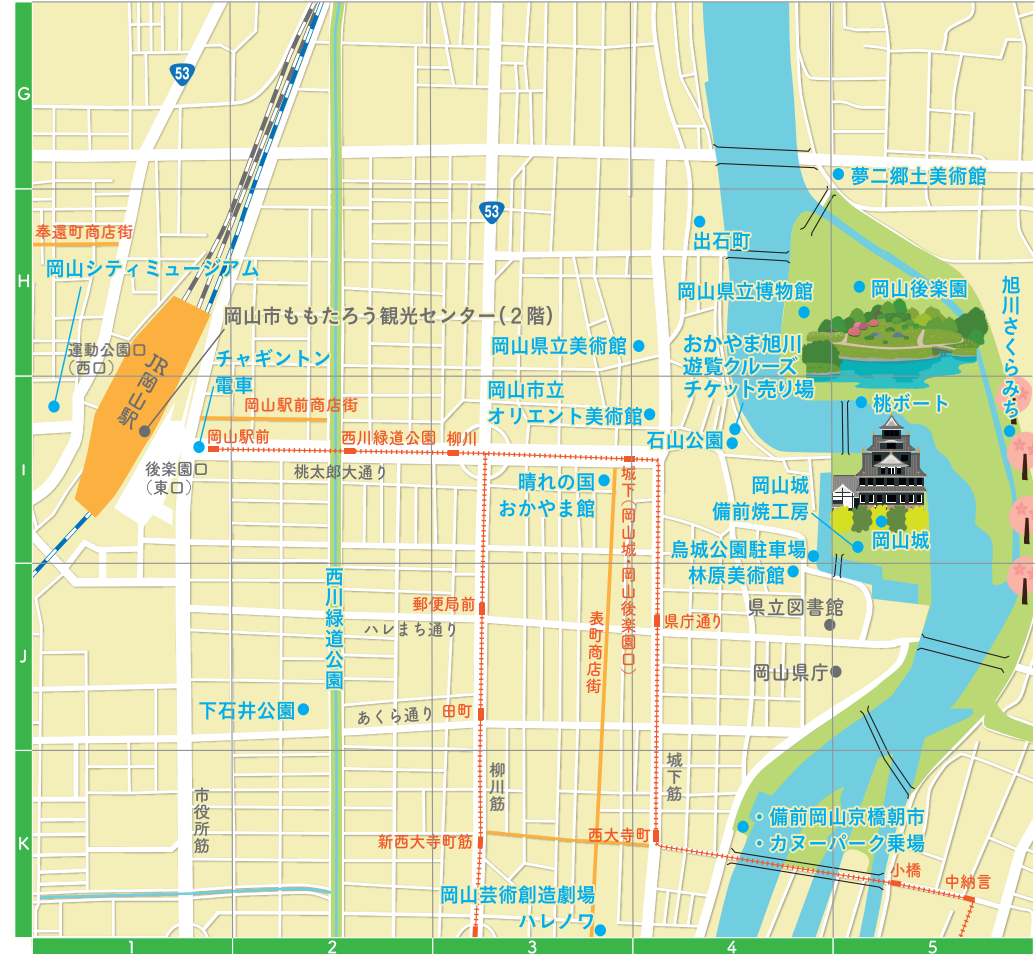 G
53
夢二郷土美術館
53
奉還町商店街
出石町
H
岡山シティミュージアム
岡山県立博物館
岡山後楽園
旭川さくらみち
岡山市ももたろう観光センター(２階)
運動公園口
(西口)
JR岡山駅
チャギントン
電車
岡山県立美術館
おかやま旭川
遊覧クルーズ
チケット売り場
岡山駅前商店街
岡山市立
オリエント美術館
桃ボート
岡山駅前
西川緑道公園
柳川
石山公園
I
後楽園口
(東口)
桃太郎大通り
晴れの国
おかやま館
城下(岡山城・岡山後楽園口)
岡山城
備前焼工房
岡山城
烏城公園駐車場
林原美術館
西川緑道公園
郵便局前
ハレまち通り
表町商店街
県庁通り
県立図書館
J
岡山県庁
下石井公園
あくら通り
田町
柳川筋
城下筋
市役所筋
・備前岡山京橋朝市
・カヌーパーク乗場
K
新西大寺町筋
西大寺町
小橋
中納言
岡山芸術創造劇場
ハレノワ
1
2
3
4
5